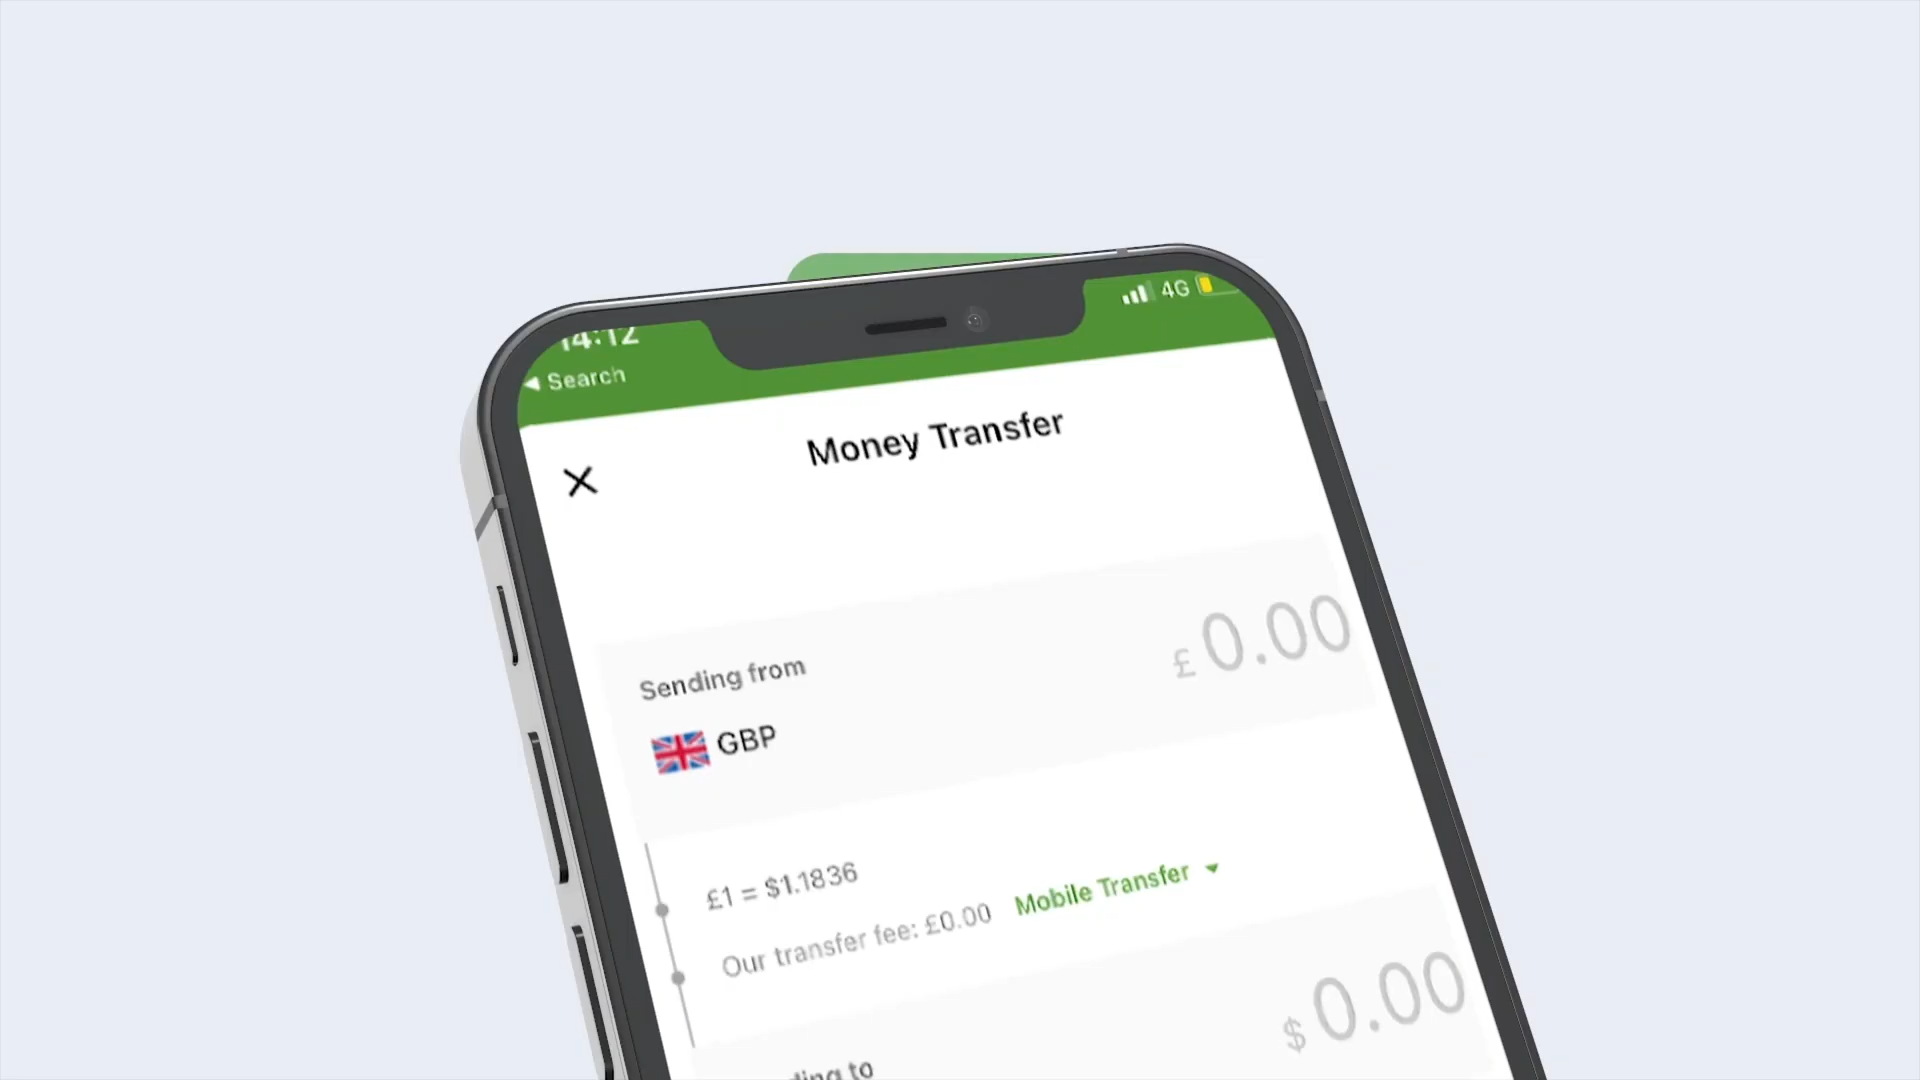 14:12
4G
◀ Search
Money Transfer
£0.00
Sending from
GBP
£1 = $1.1836
Our transfer fee: £0.00 Mobile Transfer
$0.00
to